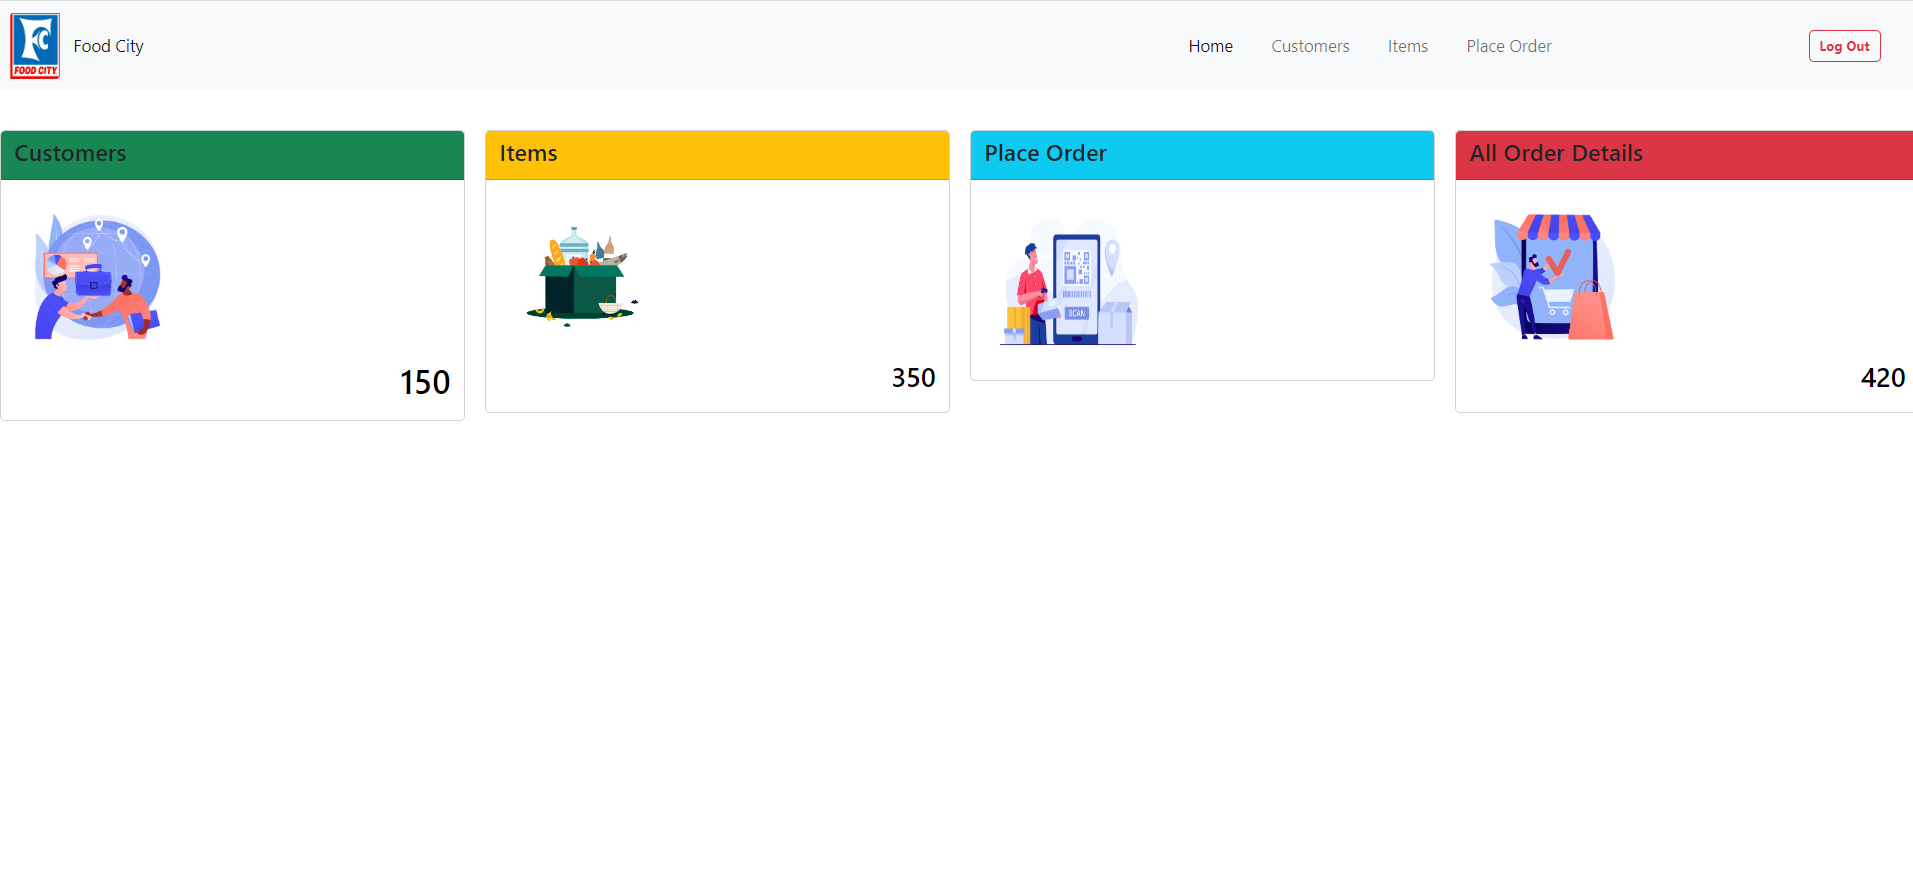 FC
FOOD CITY
Food City
Home
Customers
Items
Place Order
Log Out
Customers
150
Items
350
Place Order
SCAN
All Order Details
420